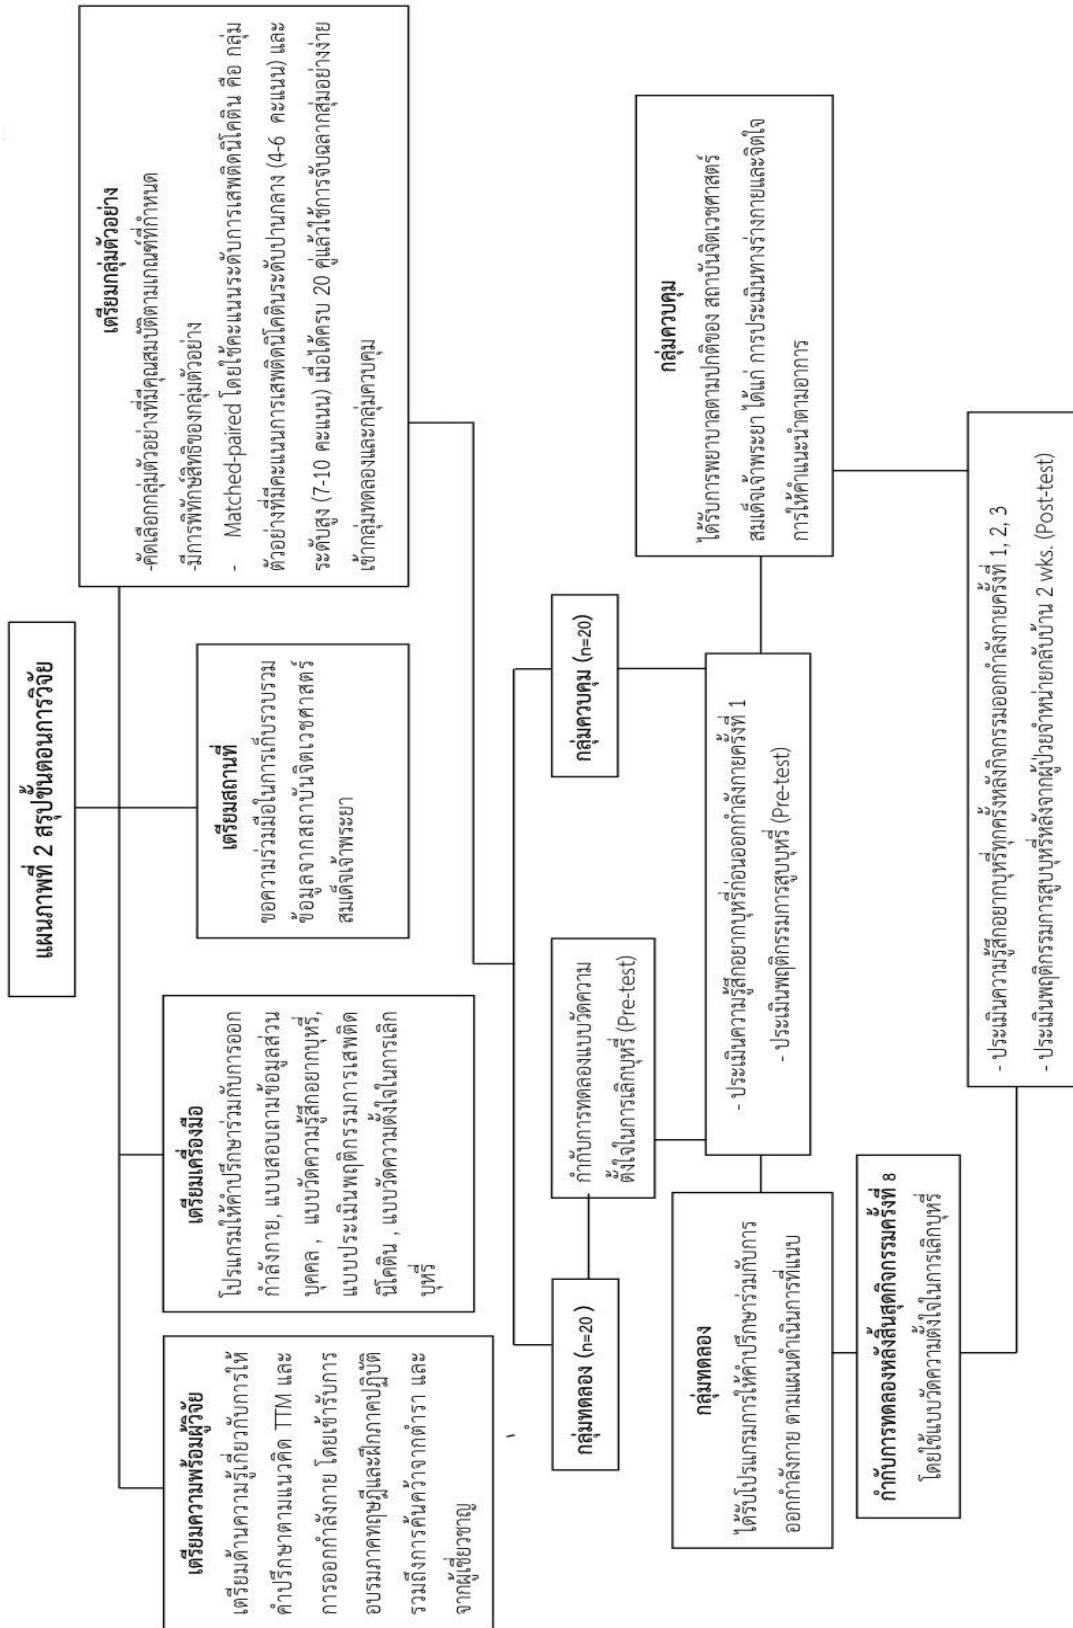 แผนภาพที่ 2 สรุปขั้นตอนการวิจัย
เตรียมความพร้อมผู้วิจัย
เตรียมด้านความรู้เกี่ยวกับการให้
คำปรึกษาตามแนวคิด TTM และ
การออกกำลังกาย โดยเข้ารับการ
อบรมภาคทฤษฎีและฝึกภาคปฏิบัติ
รวมถึงการค้นคว้าจากตำรา และ
จากผู้เชี่ยวชาญ
เตรียมเครื่องมือ
โปรแกรมให้คำปรึกษาร่วมกับการออก
กำลังกาย, แบบสอบถามข้อมูลส่วน
บุคคล , แบบวัดความรู้สึกอยากบุหรี่,
แบบประเมินพฤติกรรมการเสพติด
นิโคติน , แบบวัดความตั้งใจในการเลิก
บุหรี่
เตรียมสถานที่
ขอความร่วมมือในการเก็บรวบรวม
ข้อมูลจากสถาบันจิตเวชศาสตร์
สมเด็จเจ้าพระยา
เตรียมกลุ่มตัวอย่าง
-คัดเลือกกลุ่มตัวอย่างที่มีคุณสมบัติตามเกณฑ์ที่กำหนด
-มีการพิทักษ์สิทธิของกลุ่มตัวอย่าง
- Matched-paired โดยใช้คะแนนระดับการเสพติดนิโคติน คือ กลุ่ม
ตัวอย่างที่มีคะแนนการเสพติดนิโคตินระดับปานกลาง (4-6 คะแนน) และ
ระดับสูง (7-10 คะแนน) เมื่อได้ครบ 20 คู่แล้วใช้การจับฉลากสุ่มอย่างง่าย
เข้ากลุ่มทดลองและกลุ่มควบคุม
กลุ่มทดลอง (n=20)
กำกับการทดลองแบบวัดความ
ตั้งใจในการเลิกบุหรี่ (Pre-test)
กลุ่มควบคุม (n=20)
กลุ่มทดลอง
ได้รับโปรแกรมการให้คำปรึกษาร่วมกับการ
ออกกำลังกาย ตามแผนดำเนินการที่แนบ
- ประเมินความรู้สึกอยากบุหรี่ก่อนออกกำลังกายครั้งที่ 1
- ประเมินพฤติกรรมการสูบบุหรี่ (Pre-test)
กลุ่มควบคุม
ได้รับการพยาบาลตามปกติของ สถาบันจิตเวชศาสตร์
สมเด็จเจ้าพระยา ได้แก่ การประเมินทางร่างกายและจิตใจ
การให้คำแนะนำตามอาการ
กำกับการทดลองหลังสิ้นสุดกิจกรรมครั้งที่ 8
โดยใช้แบบวัดความตั้งใจในการเลิกบุหรี่
- ประเมินความรู้สึกอยากบุหรี่ทุกครั้งหลังกิจกรรมออกกำลังกายครั้งที่ 1, 2, 3
- ประเมินพฤติกรรมการสูบบุหรี่หลังจากผู้ป่วยจำหน่ายกลับบ้าน 2 wks. (Post-test)